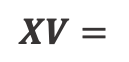 XV =